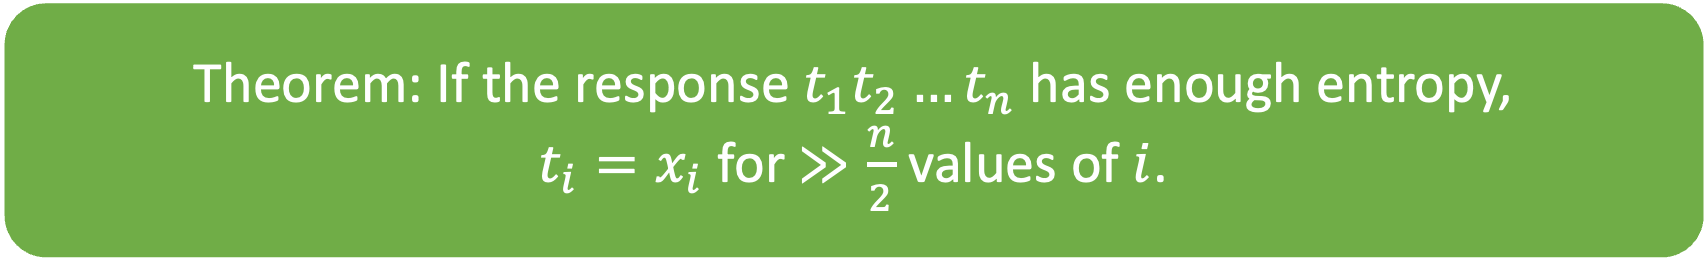 Theorem: If the response t₁t₂ … tₙ has enough entropy,
tᵢ = xᵢ for ≫ n/2 values of i.